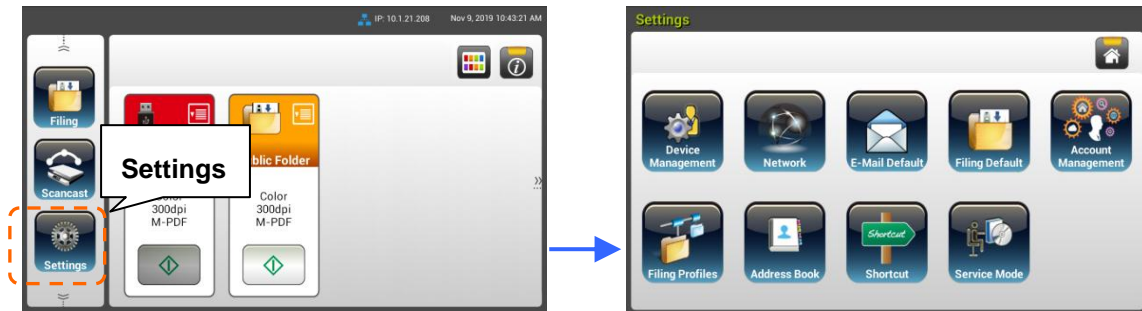 IP: 10.1.21.208 Nov 9, 2019 10:43:21 AM
Filing
Scancast
Settings
Settings
blic Folder
Color
300dpi
M-PDF
Color
300dpi
M-PDF
Settings
Device
Management
Network
E-Mail Default
Filing Default
Account
Management
Filing Profiles
Address Book
Shortcut
Shortcut
Service Mode